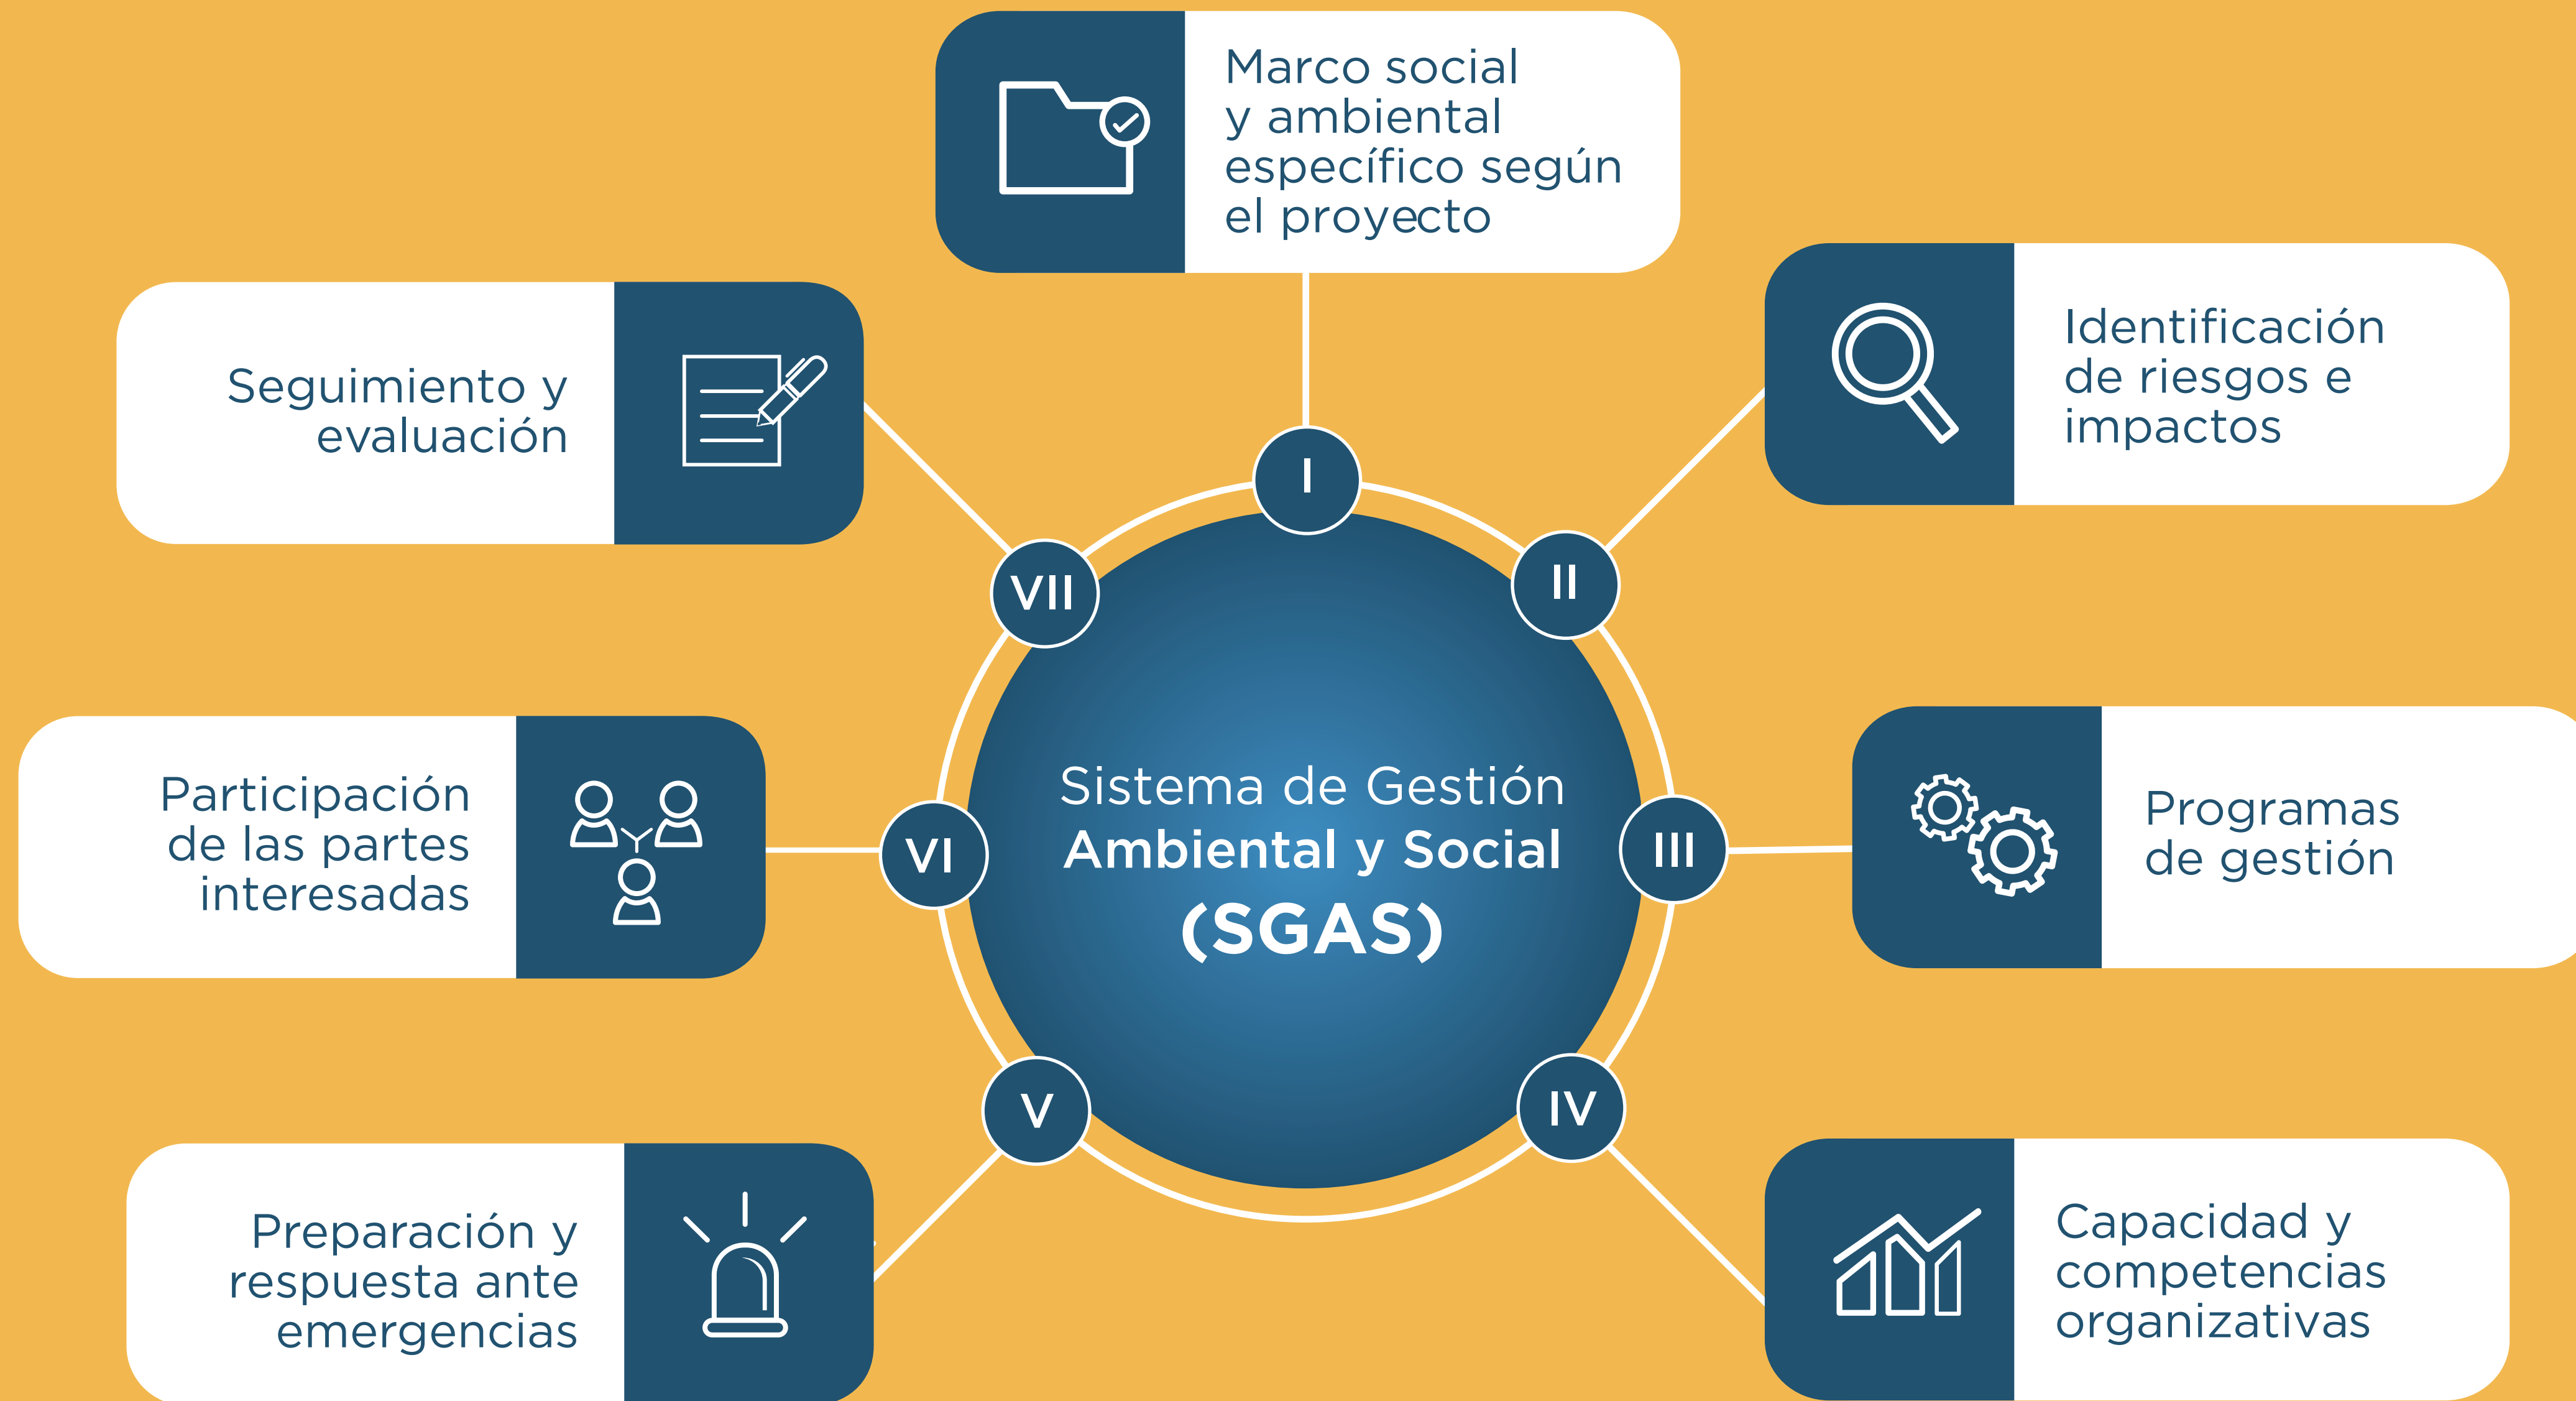 Marco social
y ambiental
específico según
el proyecto
Identificación
de riesgos e
impactos
Programas
de gestión
Capacidad y
competencias
organizativas
Preparación y
respuesta ante
emergencias
Participación
de las partes
interesadas
Seguimiento y
evaluación
I
II
III
IV
V
VI
VII
Sistema de Gestión
Ambiental y Social
(SGAS)